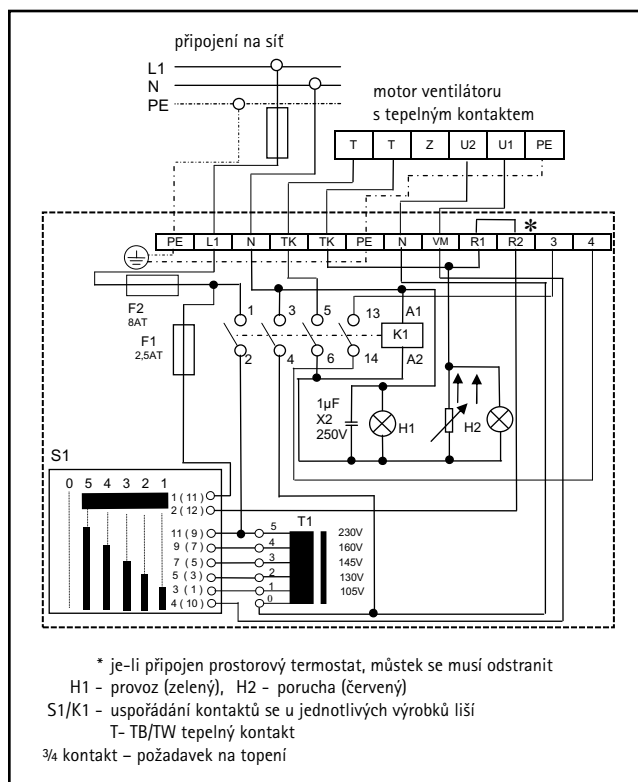 připojení na síť
L1
N
PE
motor ventilátoru
s tepelným kontaktem
T T Z U2 U1 PE
*
PE L1 N TK TK PE N VM R1 R2 3 4
F2
8AT
F1
2,5AT
1 3 5 13 A1
K1
2 4 6 14 A2
1µF
X2
250V
H1
H2
S1
0 5 4 3 2 1
1 (11)
2 (12)
T1
11 (9) 5 230V
9 (7) 4 160V
7 (5) 3 145V
5 (3) 2 130V
3 (1) 1 105V
4 (10) 0
* je-li připojen prostorový termostat, můstek se musí odstranit
H1 - provoz (zelený), H2 - porucha (červený)
S1/K1 - uspořádání kontaktů se u jednotlivých výrobků liší
T- TB/TW tepelný kontakt
¾ kontakt – požadavek na topení